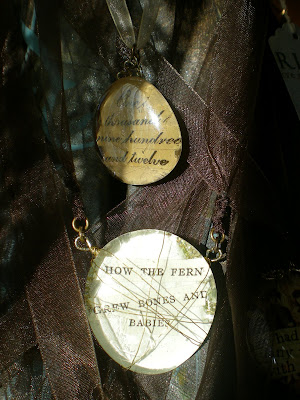 thousand
nine hundred
and twelve
HOW THE FERN
GREW BONES AND
BABIES